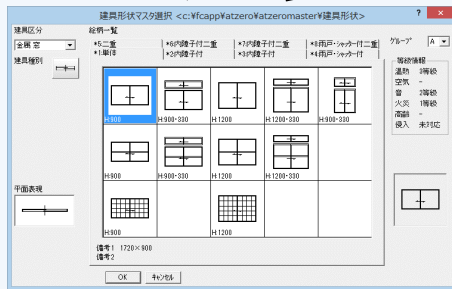 建具形状マスタ選択 <c:¥fcapp¥atzero¥atzeromaster¥建具形状>
建具区分
金属窓
建具種別
絵柄一覧
*5.二重 *6.内障子付二重 *7.内障子付二重 *8.雨戸・シャッター付二重
*1.単体 *2.内障子付 *3.内障子付 *4.雨戸・シャッター付
グループ A
等級情報
温熱 3等級
空気 -
音 2等級
火災 1等級
高齢 -
侵入 未対応
H:900 H:900-330 H:1200 H:1200-330
H:900 H:900-330 H:1200 H:1200-330
平面表現
H:900 H:1200
備考1 1720×900
備考2
OK キャンセル